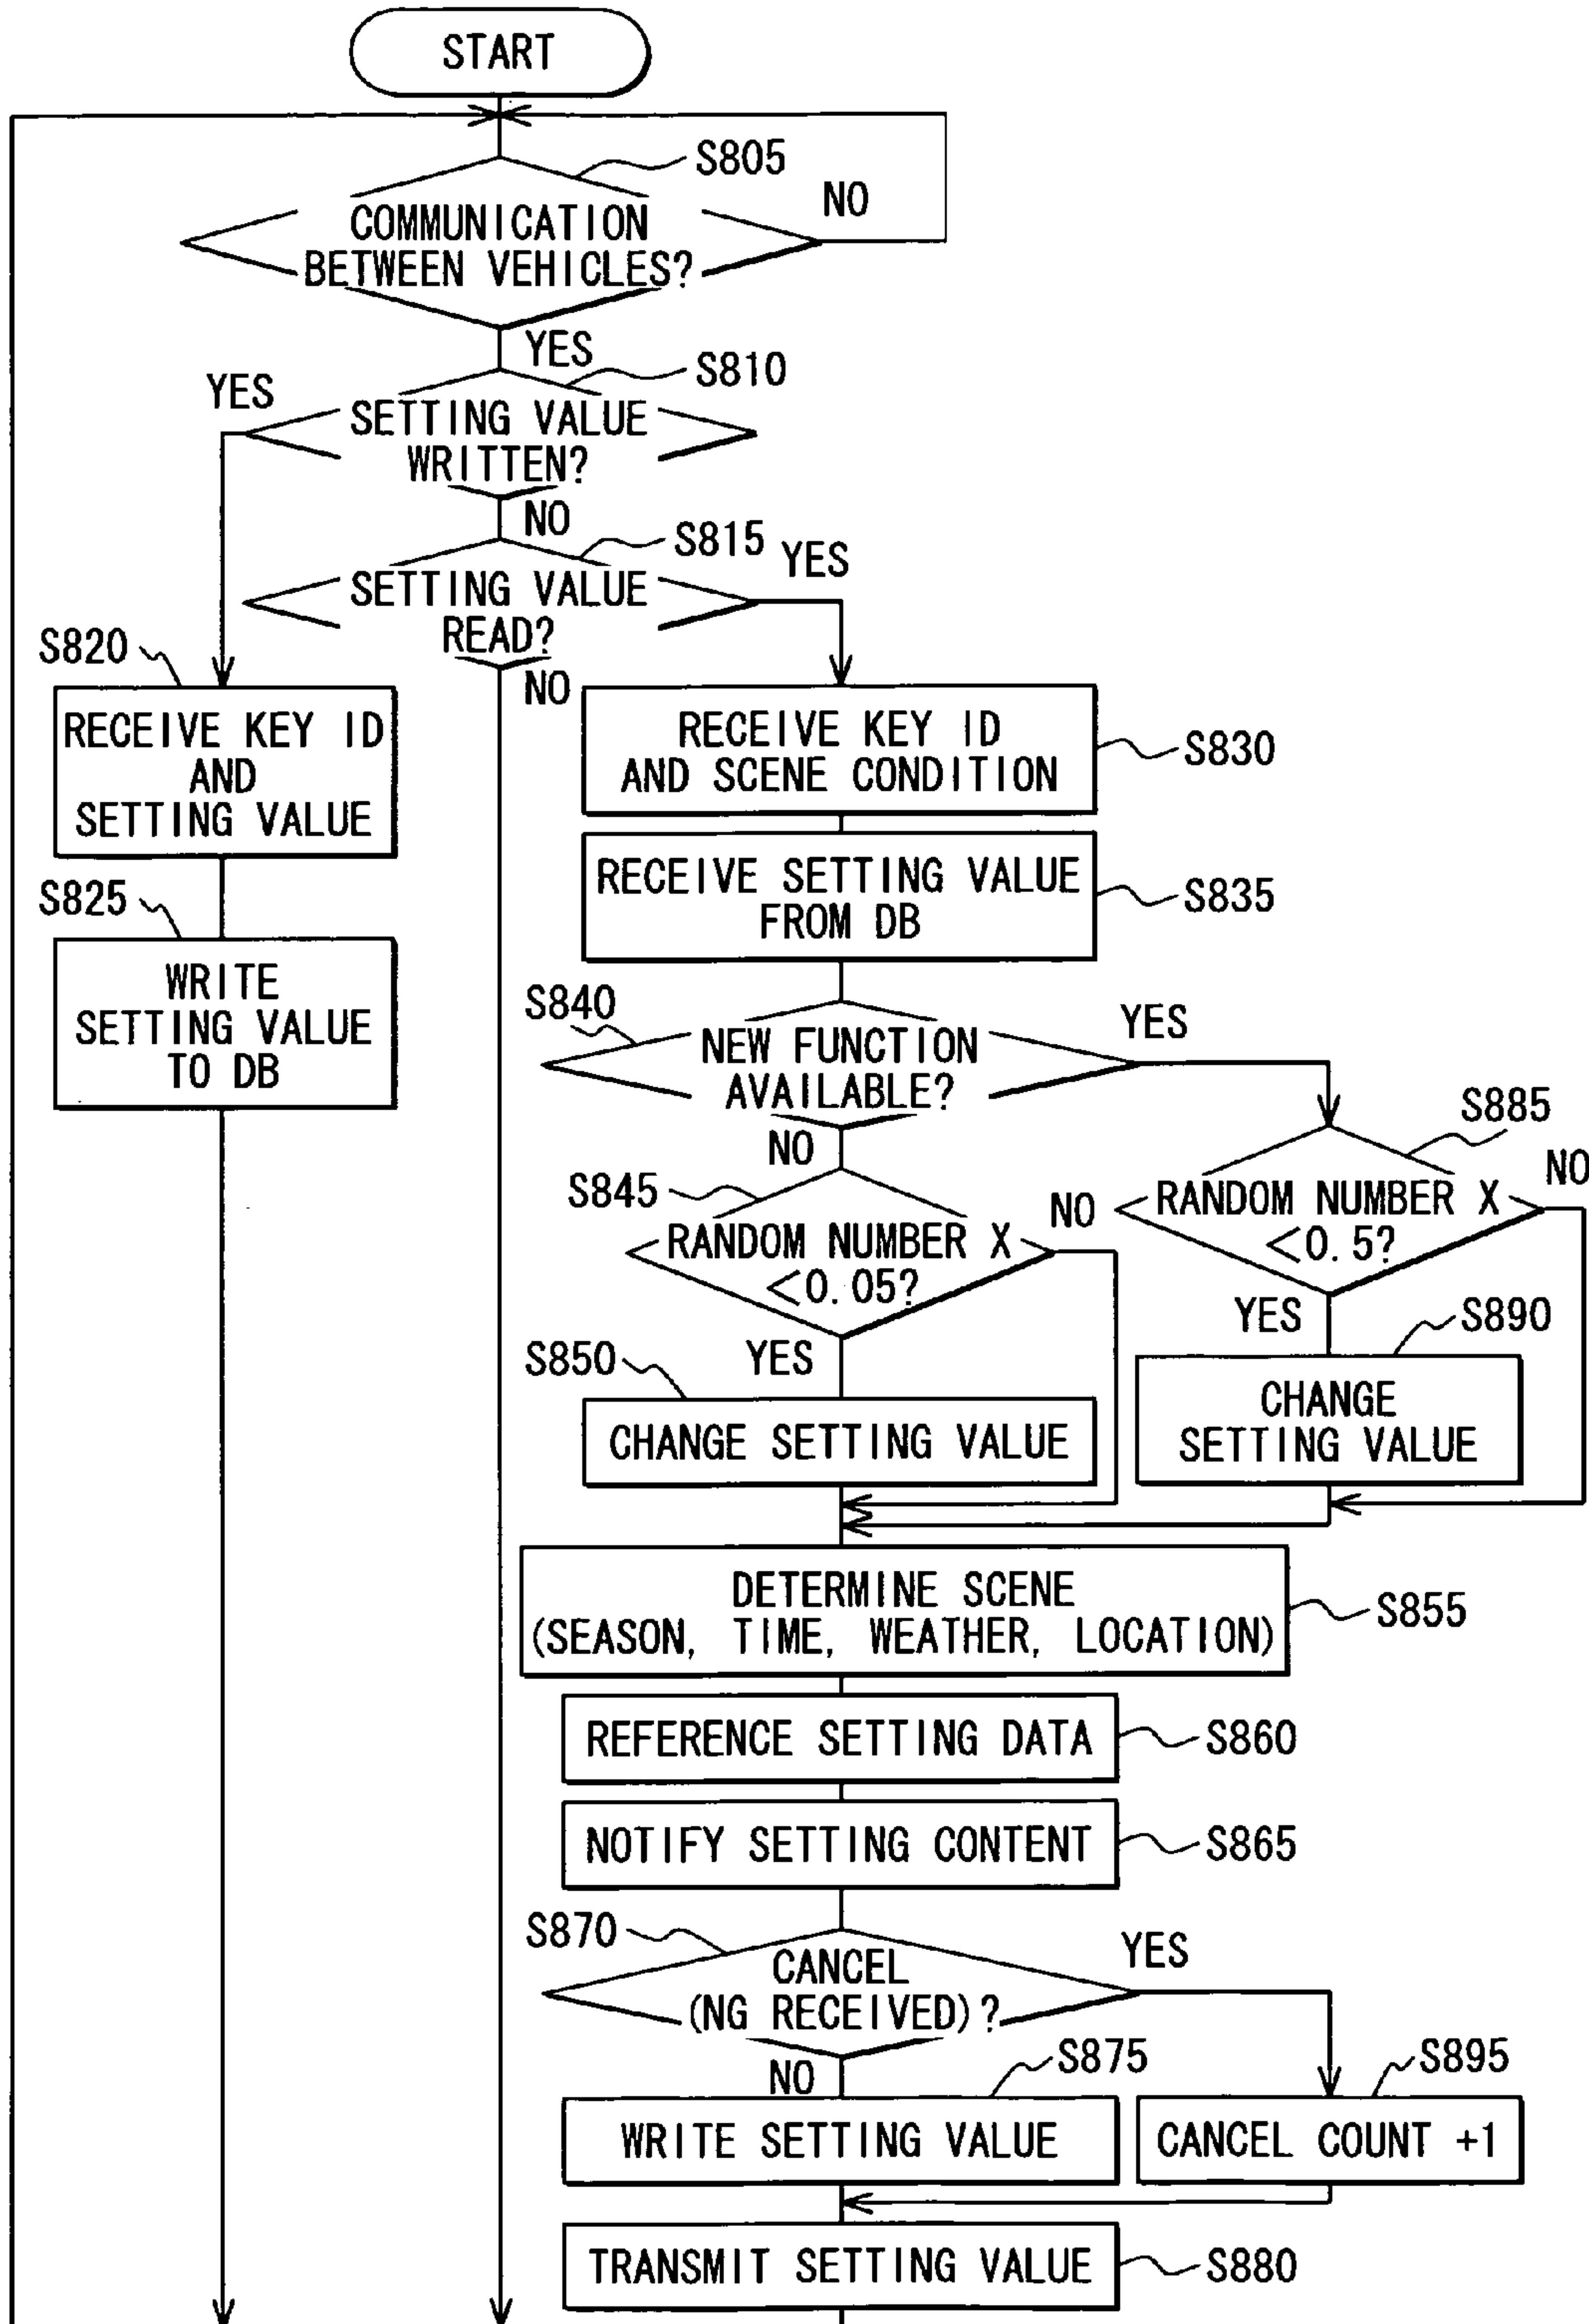 START
S805
NO
COMMUNICATION
BETWEEN VEHICLES?
YES
S810
YES
SETTING VALUE
WRITTEN?
NO
S815
YES
SETTING VALUE
READ?
NO
S820
RECEIVE KEY ID
AND
SETTING VALUE
S825
WRITE
SETTING VALUE
TO DB
RECEIVE KEY ID
AND SCENE CONDITION
S830
RECEIVE SETTING VALUE
FROM DB
S835
S840
NEW FUNCTION
AVAILABLE?
YES
NO
S845
RANDOM NUMBER X
<0.05?
NO
YES
S885
RANDOM NUMBER X
<0.5?
NO
YES
S850
CHANGE SETTING VALUE
S890
CHANGE
SETTING VALUE
DETERMINE SCENE
(SEASON, TIME, WEATHER, LOCATION)
S855
REFERENCE SETTING DATA
S860
NOTIFY SETTING CONTENT
S865
S870
CANCEL
(NG RECEIVED)?
YES
NO
S875
WRITE SETTING VALUE
S895
CANCEL COUNT +1
TRANSMIT SETTING VALUE
S880